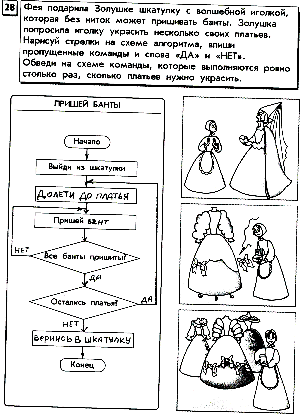 28
Фея подарила Золушке шкатулку с волшебной иголкой,
которая без ниток может пришивать банты. Золушка
попросила иголку украсить несколько своих платьев.
Нарисуй стрелки на схеме алгоритма, впиши
пропущенные команды и слова «ДА» и «НЕТ».
Обведи на схеме команды, которые выполняются ровно
столько раз, сколько платьев нужно украсить.
ПРИШЕЙ БАНТЫ
Начало
Выйди из шкатулки
ДОЛЕТИ ДО ПЛАТЬЯ
Пришей БАНТ
НЕТ
Все банты пришиты?
ДА
Остались платья?
ДА
НЕТ
ВЕРНИСЬ В ШКАТУЛКУ
Конец